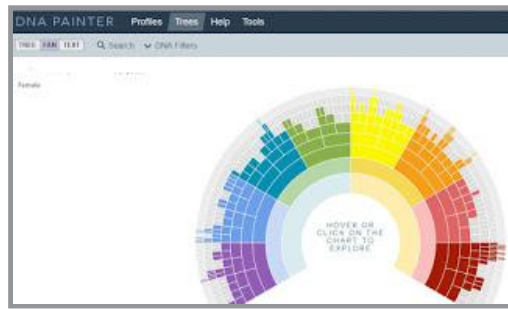 DNA PAINTER Profiles Trees Help Tools
TREE FAN TEXT Search DNA Filters
Female
HOVER OR
CLICK ON THE
CHART TO
EXPLORE